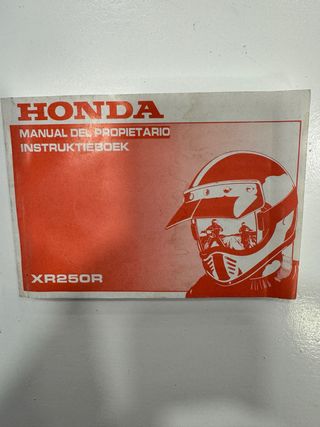 HONDA
MANUAL DEL PROPIETARIO
INSTRUKTIEBOEK
XR250R